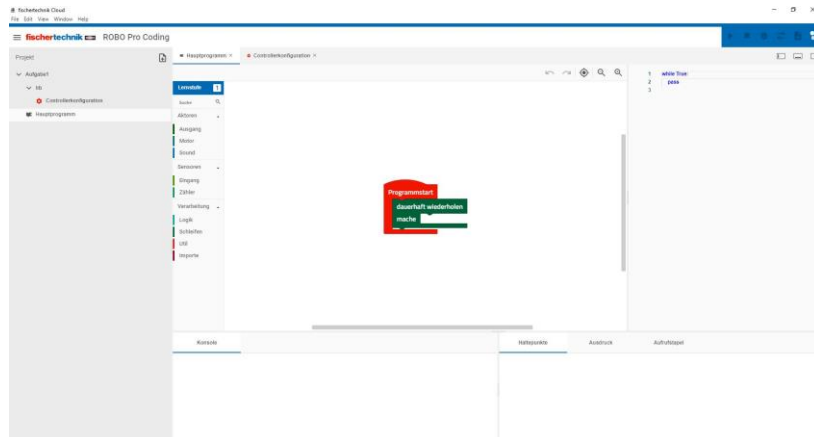 fischertechnik Cloud
File Edit View Window Help
fischertechnik ROBO Pro Coding
Projekt
Aufgabe1
Controllerkonfiguration
Hauptprogramm
Hauptprogramm × Controllerkonfiguration ×
Lernstufe 1
Suche
Aktoren
Ausgang
Motor
Sound
Sensoren
Eingang
Zähler
Verarbeitung
Logik
Schleifen
Util
Importe
Programmstart
dauerhaft wiederholen
mache
1 while True:
2 pass
3
Konsole
Haltepunkte Ausdruck Aufrufstapel